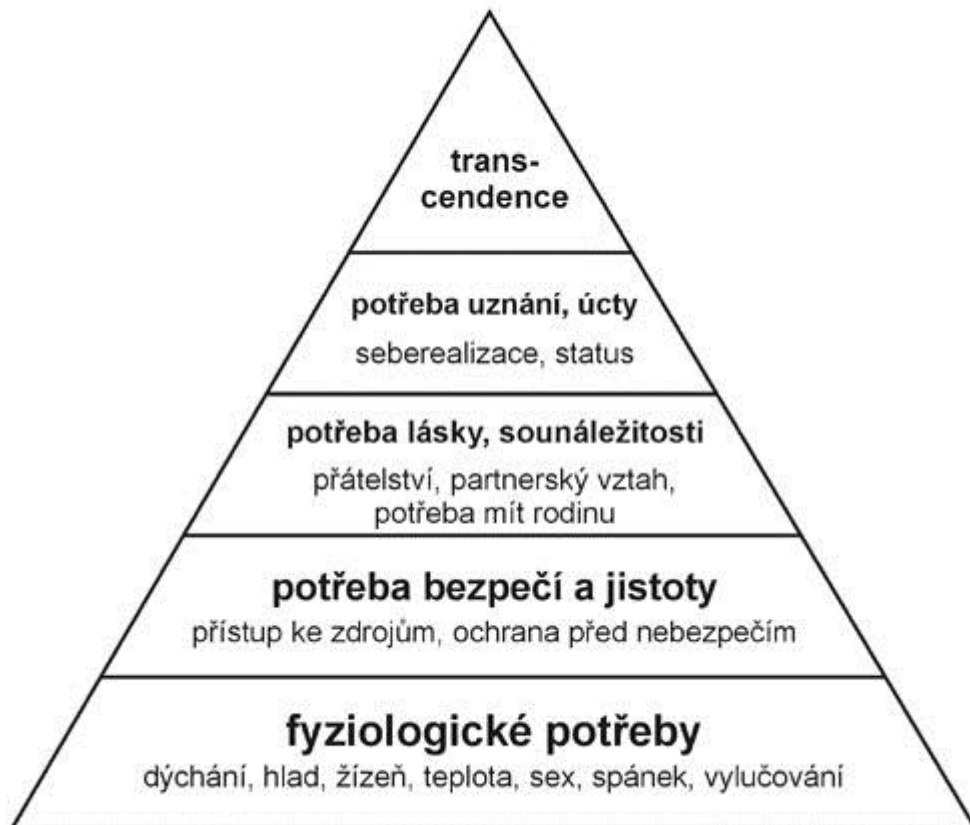 trans-
cendence
potřeba uznání, úcty
seberealizace, status
potřeba lásky, sounáležitosti
přátelství, partnerský vztah,
potřeba mít rodinu
potřeba bezpečí a jistoty
přístup ke zdrojům, ochrana před nebezpečím
fyziologické potřeby
dýchání, hlad, žízeň, teplota, sex, spánek, vylučování